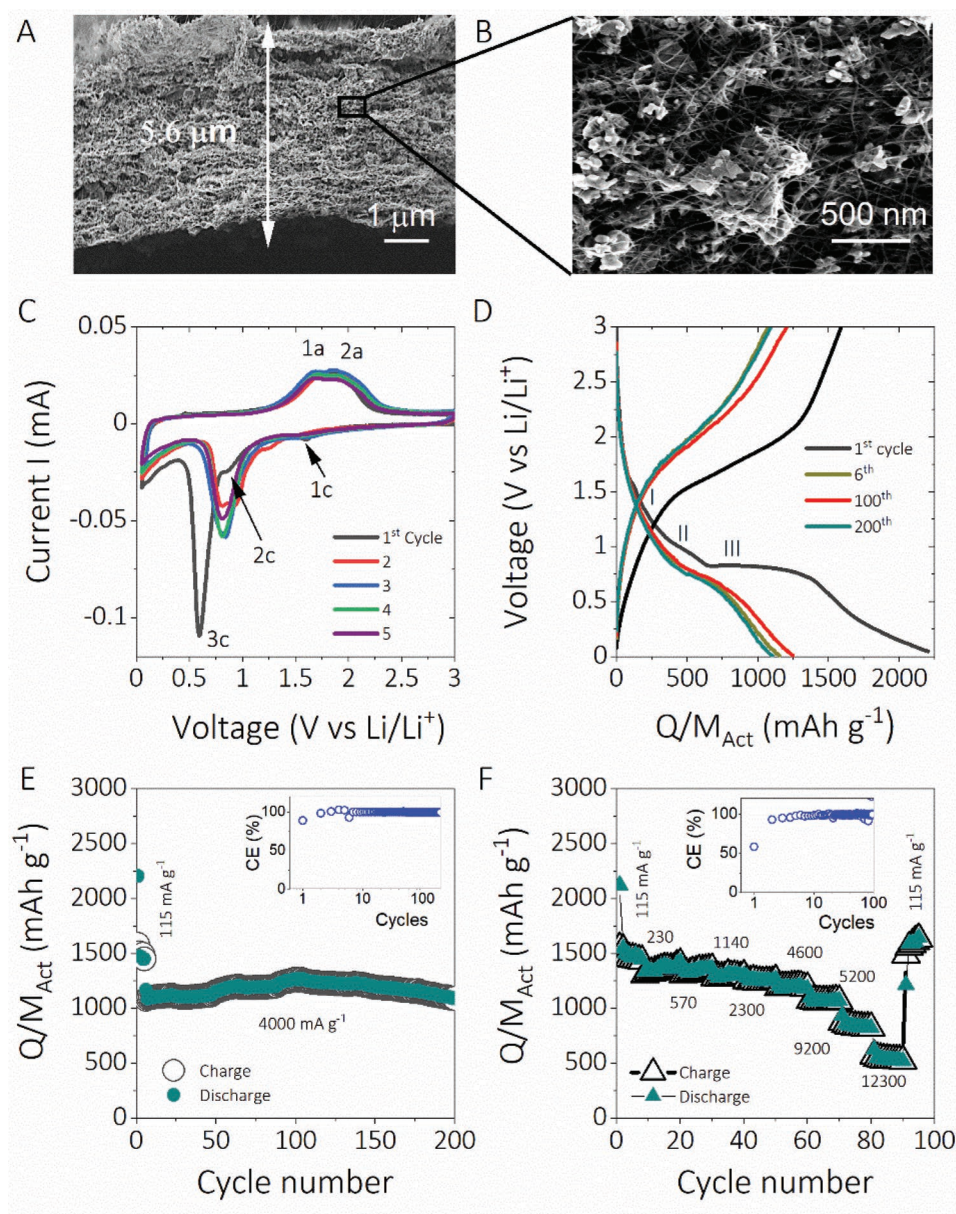 A
5.6 μm
1 μm
B
500 nm
C
0.05
0
-0.05
-0.1
Current I (mA)
1a 2a
1c
2c
3c
1st Cycle
2
3
4
5
0 0.5 1 1.5 2 2.5 3
Voltage (V vs Li/Li+)
D
3
2.5
2
1.5
1
0.5
0
Voltage (V vs Li/Li+)
I
II
III
1st cycle
6th
100th
200th
0 500 1000 1500 2000
Q/MAct (mAh g-1)
E
3000
2500
2000
1500
1000
500
0
Q/MAct (mAh g-1)
115 mA g-1
CE (%)
100
50
0
1 10 100
Cycles
4000 mA g-1
Charge
Discharge
0 50 100 150 200
Cycle number
F
3000
2500
2000
1500
1000
500
0
Q/MAct (mAh g-1)
115 mA g-1
CE (%)
100
50
0
1 10 100
Cycles
115 mA g-1
230
570
1140
2300
4600
5200
9200
12300
Charge
Discharge
0 20 40 60 80 100
Cycle number